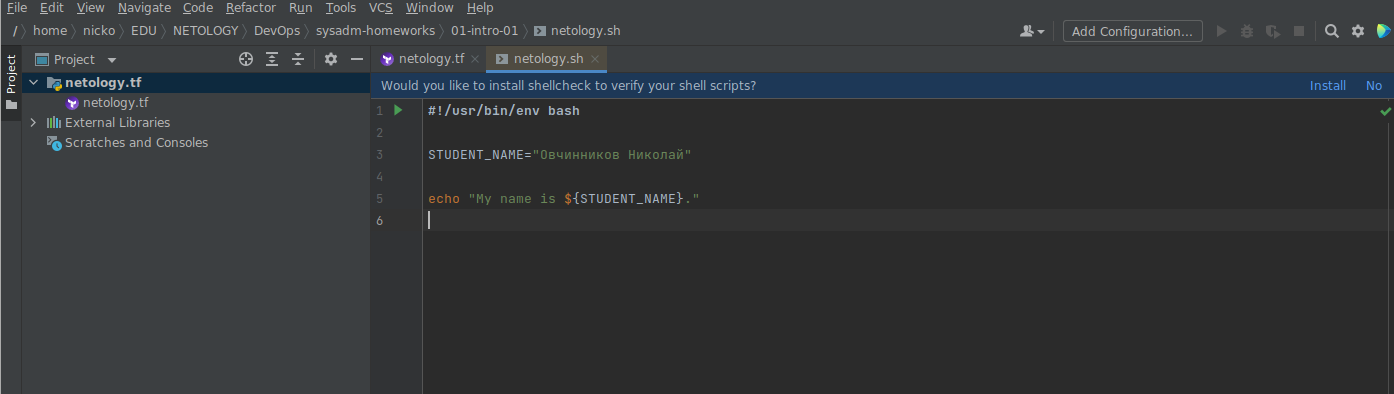 File Edit View Navigate Code Refactor Run Tools VCS Window Help
/ home nicko EDU NETOLOGY DevOps sysadm-homeworks 01-intro-01 netology.sh Add Configuration...
Project
Project
netology.tf netology.sh
netology.tf
netology.tf
External Libraries
Scratches and Consoles
Would you like to install shellcheck to verify your shell scripts? Install No
1 #!/usr/bin/env bash
2
3 STUDENT_NAME="Овчинников Николай"
4
5 echo "My name is ${STUDENT_NAME}."
6